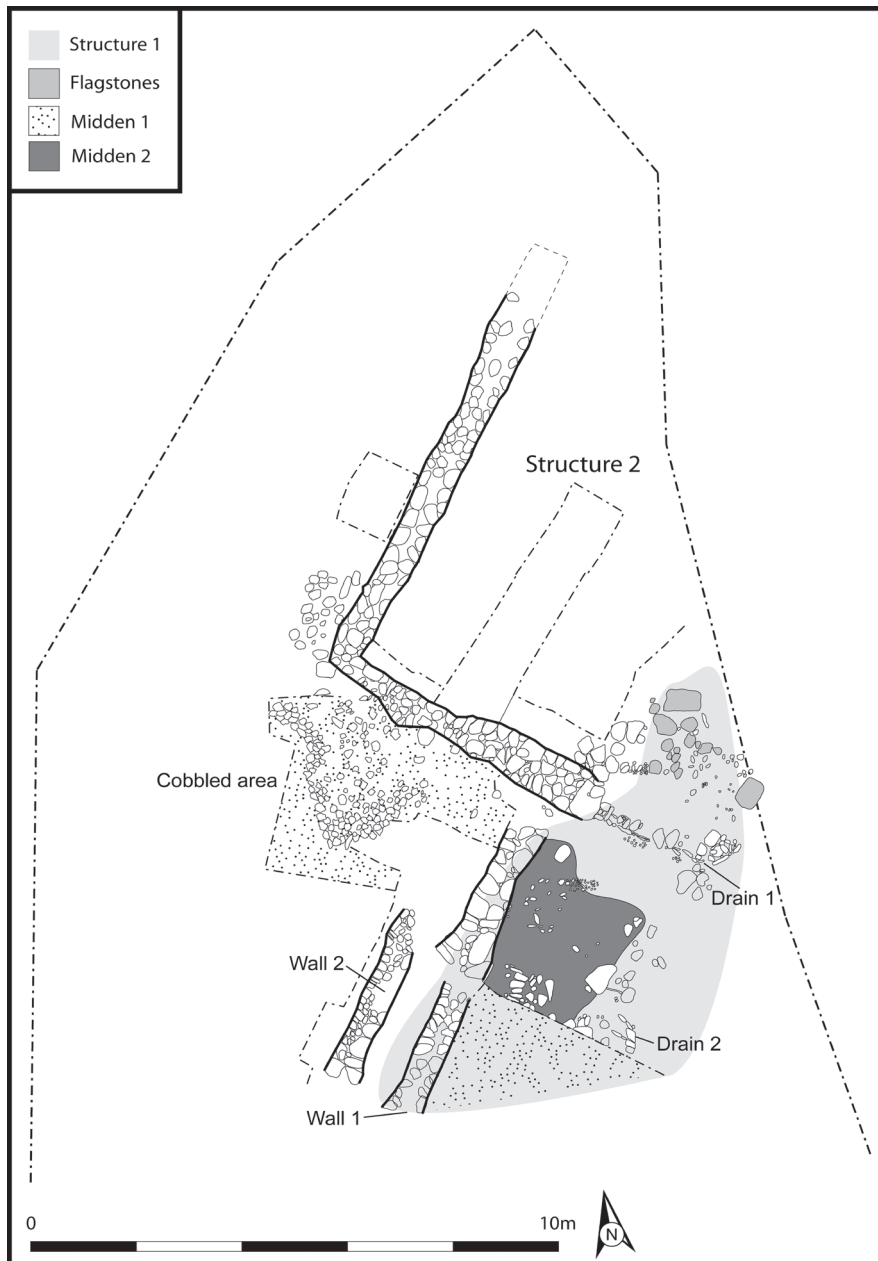 Structure 1
Flagstones
Midden 1
Midden 2
Structure 2
Cobbled area
Drain 1
Wall 2
Drain 2
Wall 1
0 10m
N